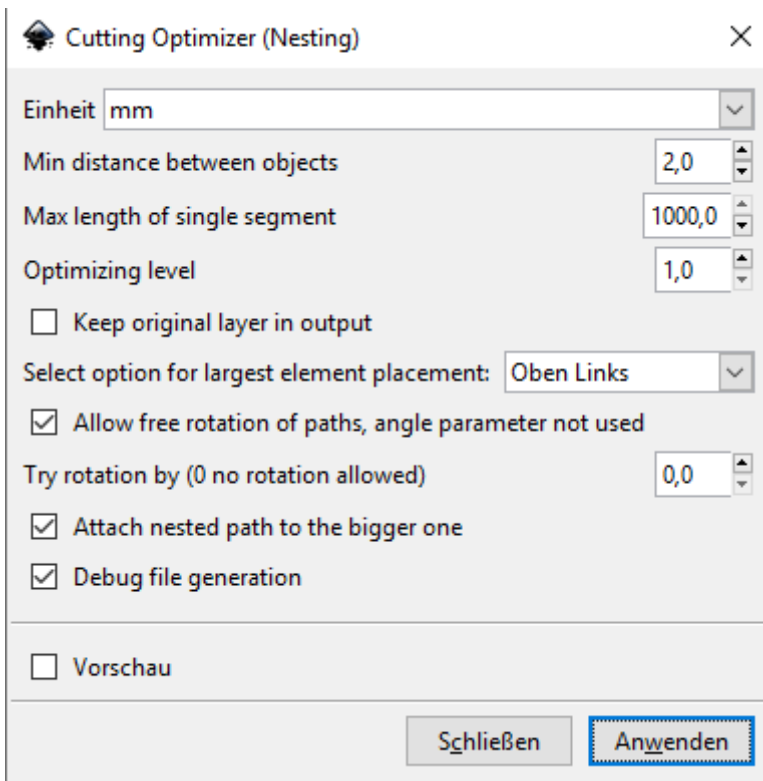 Cutting Optimizer (Nesting)
Einheit mm
Min distance between objects 2,0
Max length of single segment 1000,0
Optimizing level 1,0
Keep original layer in output
Select option for largest element placement: Oben Links
Allow free rotation of paths, angle parameter not used
Try rotation by (0 no rotation allowed) 0,0
Attach nested path to the bigger one
Debug file generation
Vorschau
Schließen Anwenden